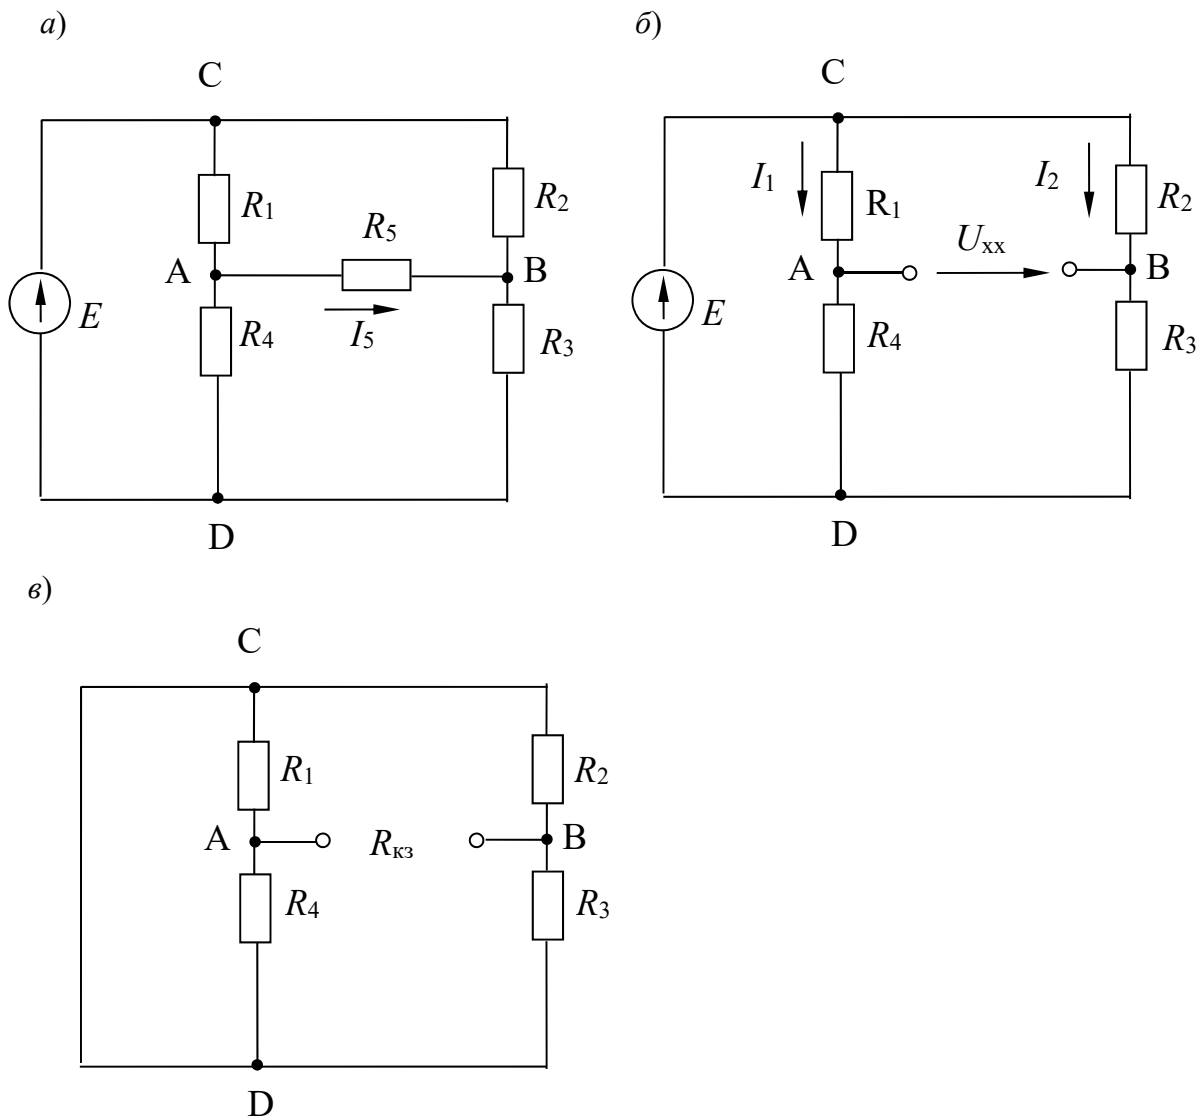 а) б)
C C
I1 I2
R1 R2 R1 R2
R5 Uхх
A B A B
E E
R4 I5 R3 R4 R3
D D
в)
C
R1 R2
A Rкз B
R4 R3
D